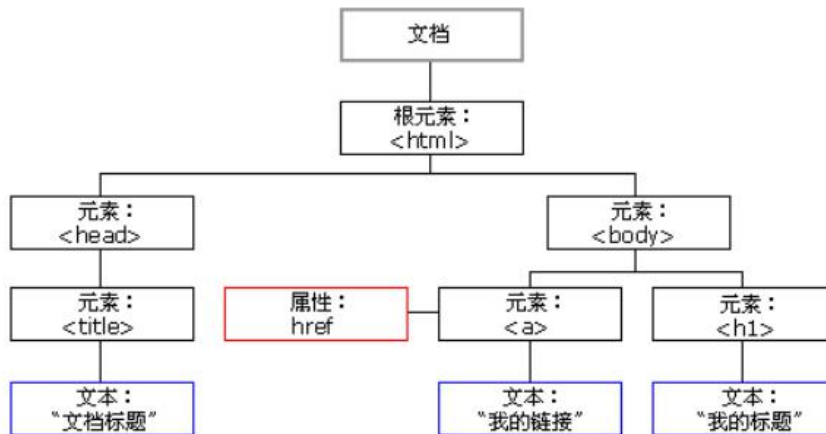 文档
根元素：
<html>
元素：
<head>
元素：
<body>
元素：
<title>
属性：
href
元素：
<a>
元素：
<h1>
文本：
“文档标题”
文本：
“我的链接”
文本：
“我的标题”